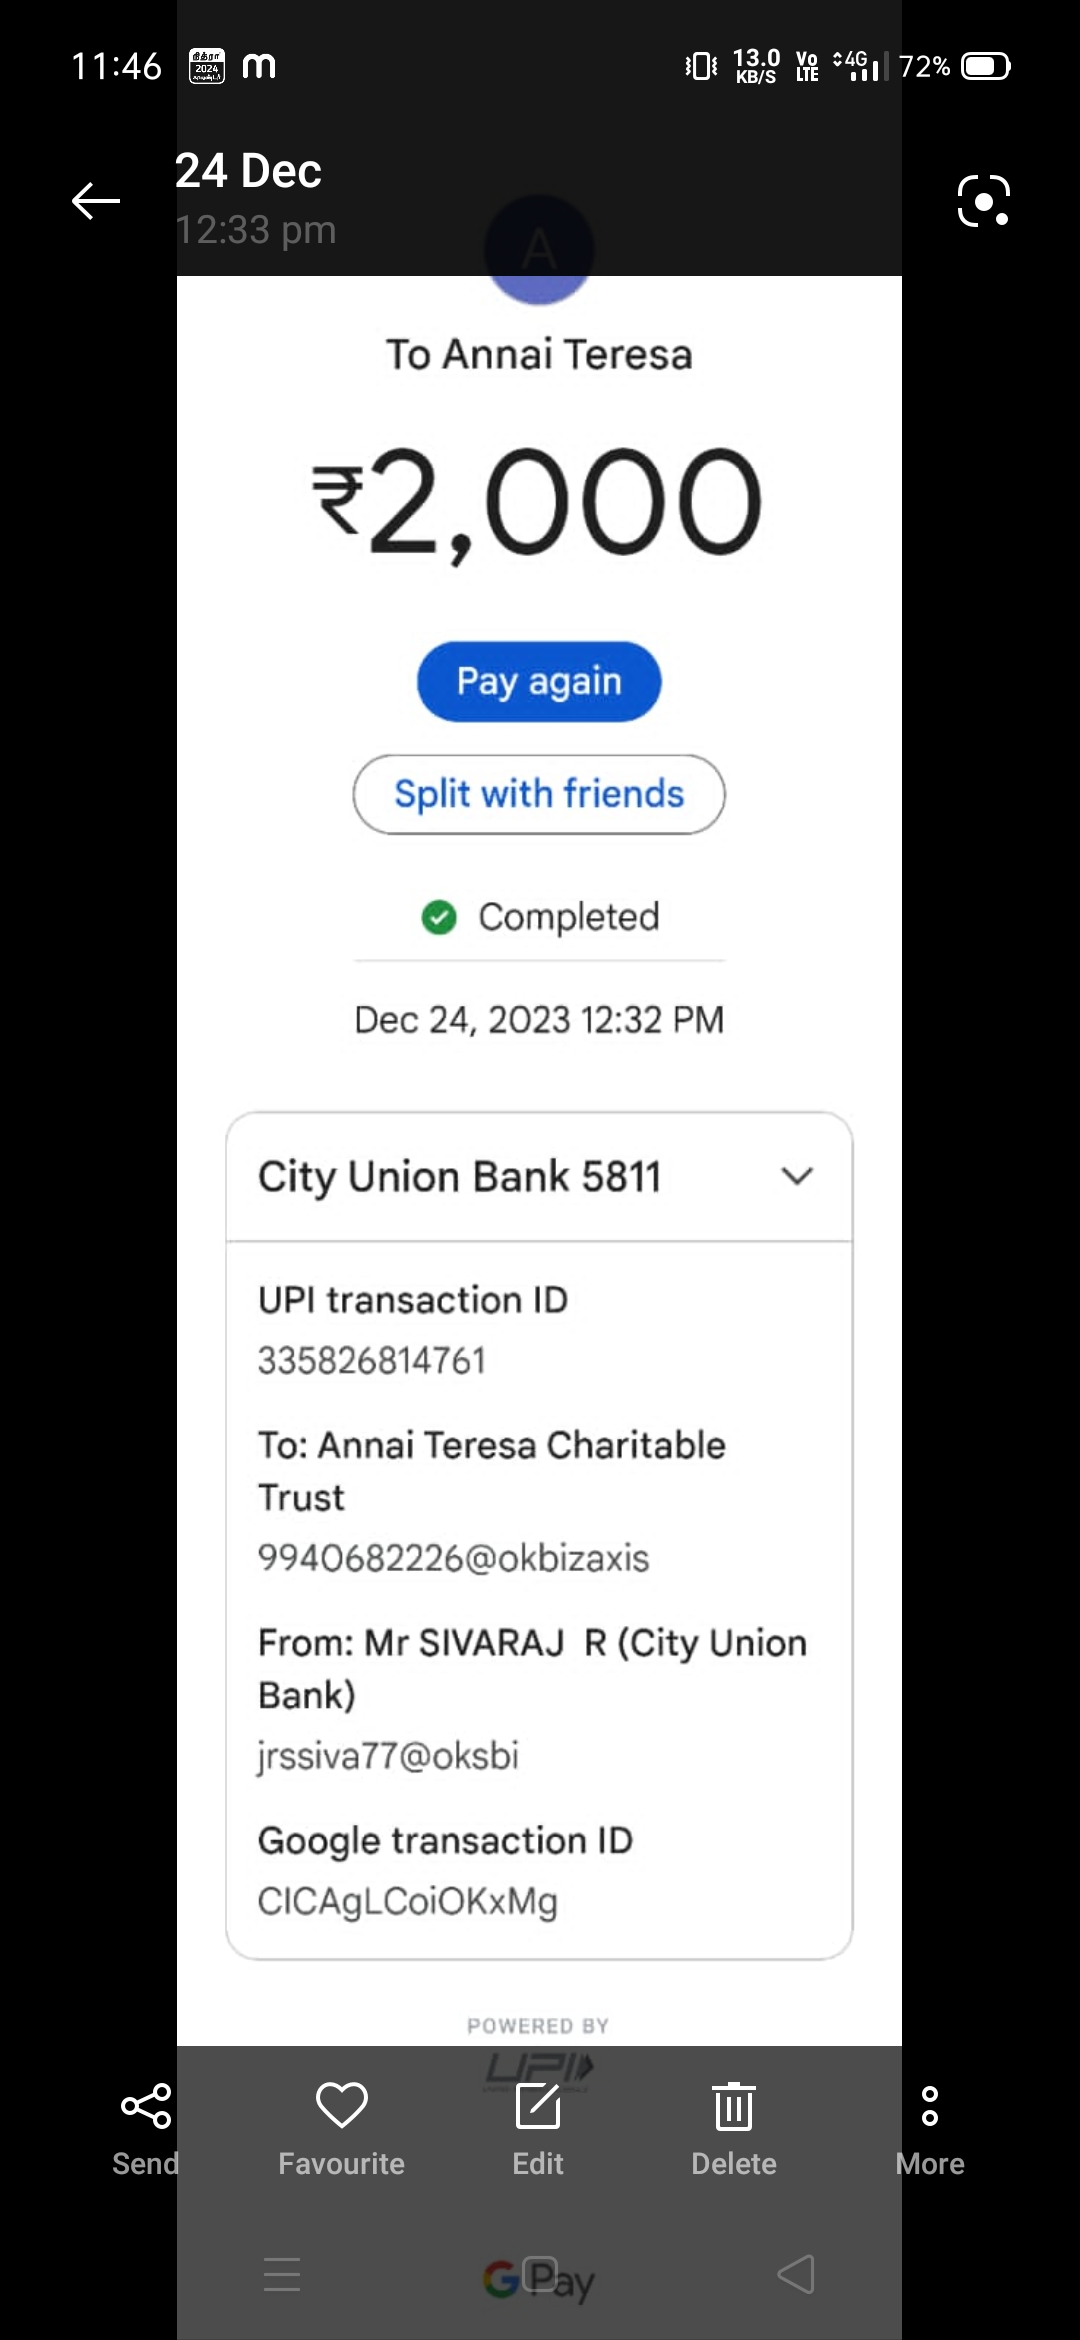 11:46
2024
m
13.0
KB/S
Vo
LTE
4G
72%
24 Dec
12:33 pm
A
To Annai Teresa
₹2,000
Pay again
Split with friends
Completed
Dec 24, 2023 12:32 PM
City Union Bank 5811
UPI transaction ID
335826814761
To: Annai Teresa Charitable
Trust
9940682226@okbizaxis
From: Mr SIVARAJ  R (City Union
Bank)
jrssiva77@oksbi
Google transaction ID
CICAgLCoiOKxMg
POWERED BY
UPI
Send
Favourite
Edit
Delete
More
G Pay